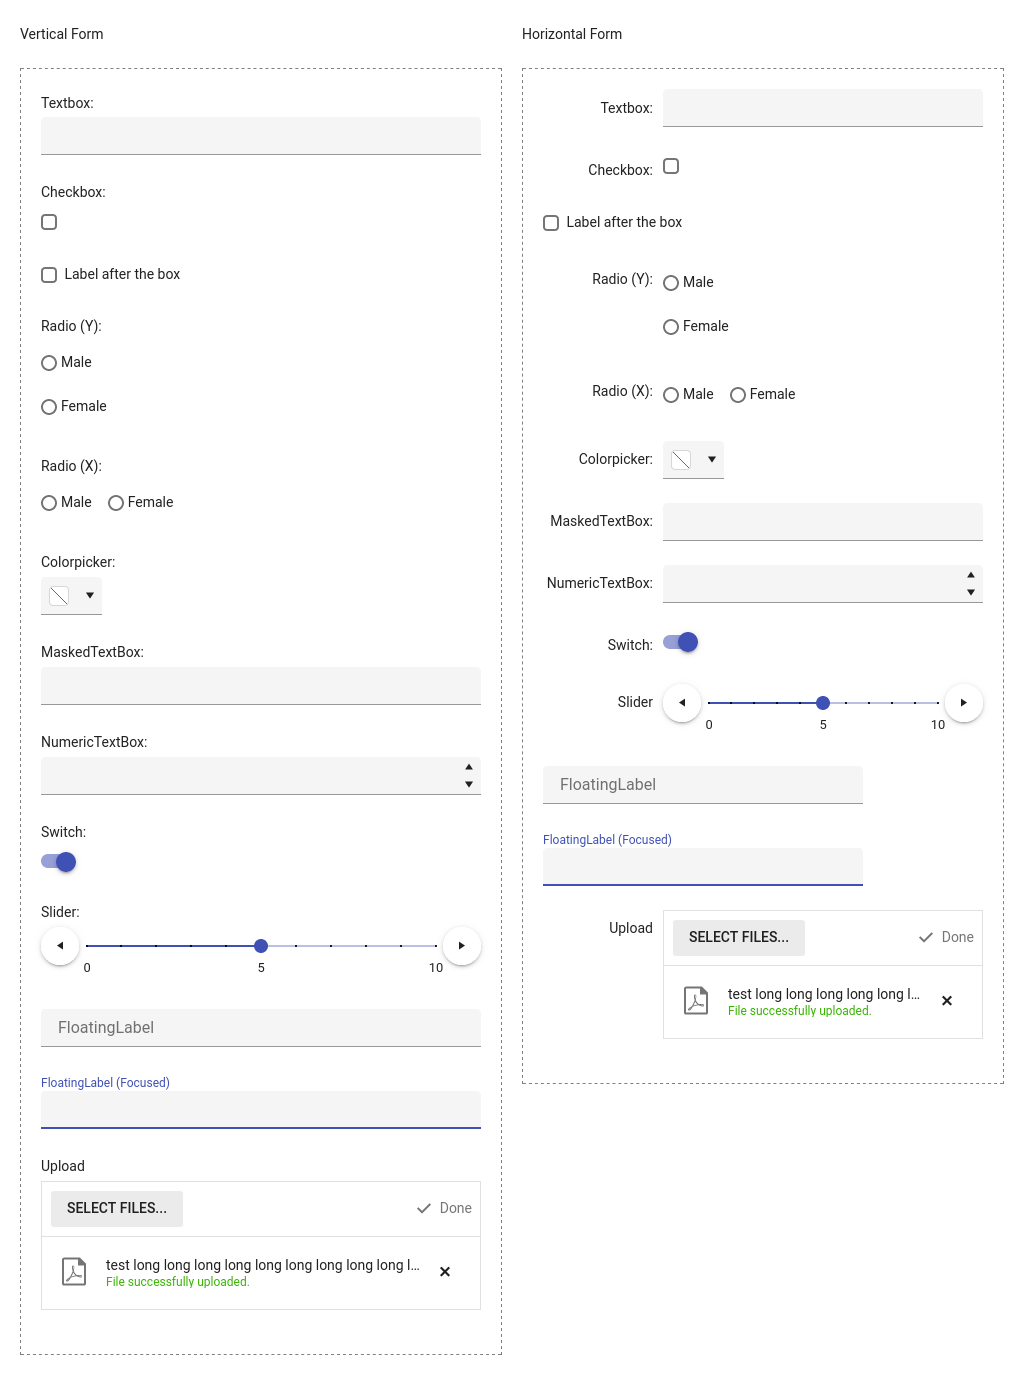 Vertical Form
Textbox:
Checkbox:
Label after the box
Radio (Y):
Male
Female
Radio (X):
Male Female
Colorpicker:
MaskedTextBox:
NumericTextBox:
Switch:
Slider:
0 5 10
FloatingLabel
FloatingLabel (Focused)
Upload
SELECT FILES... Done
test long long long long long long long long long l...
File successfully uploaded.
Horizontal Form
Textbox:
Checkbox:
Label after the box
Radio (Y): Male
Female
Radio (X): Male Female
Colorpicker:
MaskedTextBox:
NumericTextBox:
Switch:
Slider
0 5 10
FloatingLabel
FloatingLabel (Focused)
Upload SELECT FILES... Done
test long long long long long l...
File successfully uploaded.